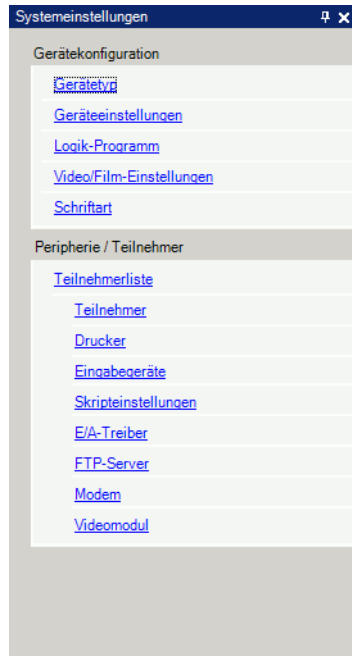 Systemeinstellungen
Gerätekonfiguration
Gerätetyp
Geräteeinstellungen
Logik-Programm
Video/Film-Einstellungen
Schriftart
Peripherie / Teilnehmer
Teilnehmerliste
Teilnehmer
Drucker
Eingabegeräte
Skripteinstellungen
E/A-Treiber
FTP-Server
Modem
Videomodul